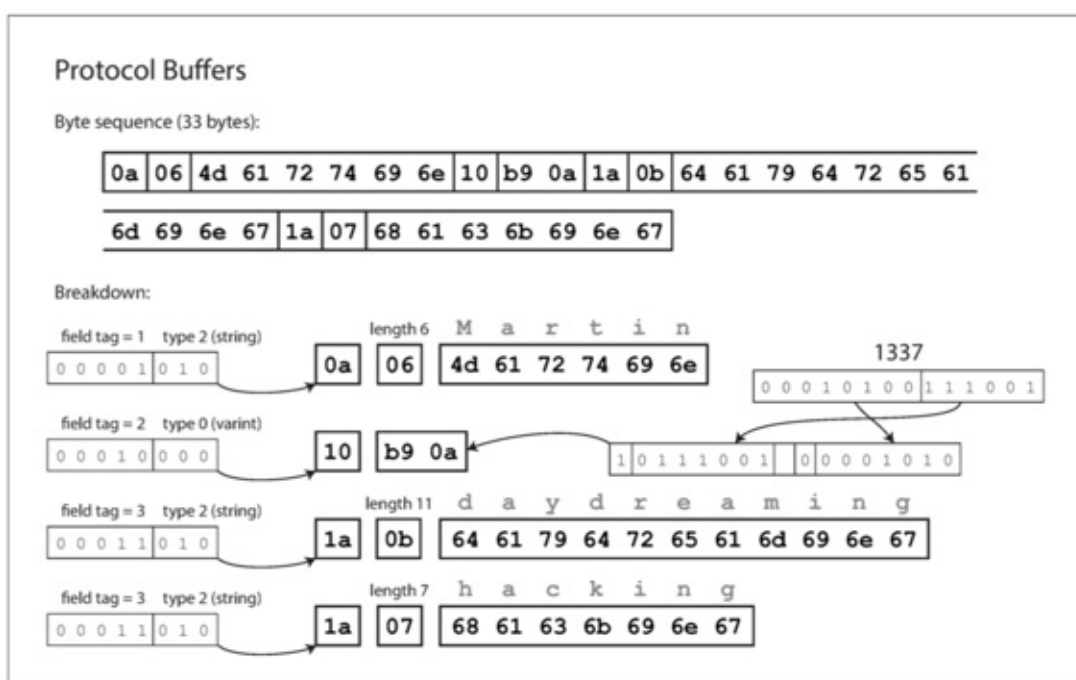 Protocol Buffers
Byte sequence (33 bytes):
0a 06 4d 61 72 74 69 6e 10 b9 0a 1a 0b 64 61 79 64 72 65 61
6d 69 6e 67 1a 07 68 61 63 6b 69 6e 67
Breakdown:
field tag = 1 type 2 (string) length 6 M a r t i n
0 0 0 0 1 0 1 0 0a 06 4d 61 72 74 69 6e
1337
0 0 0 1 0 1 0 0 1 1 1 0 0 1
field tag = 2 type 0 (varint)
0 0 0 1 0 0 0 0 10 b9 0a 1 0 1 1 1 0 0 1 0 0 0 0 1 0 1 0
field tag = 3 type 2 (string) length 11 d a y d r e a m i n g
0 0 0 1 1 0 1 0 1a 0b 64 61 79 64 72 65 61 6d 69 6e 67
field tag = 3 type 2 (string) length 7 h a c k i n g
0 0 0 1 1 0 1 0 1a 07 68 61 63 6b 69 6e 67